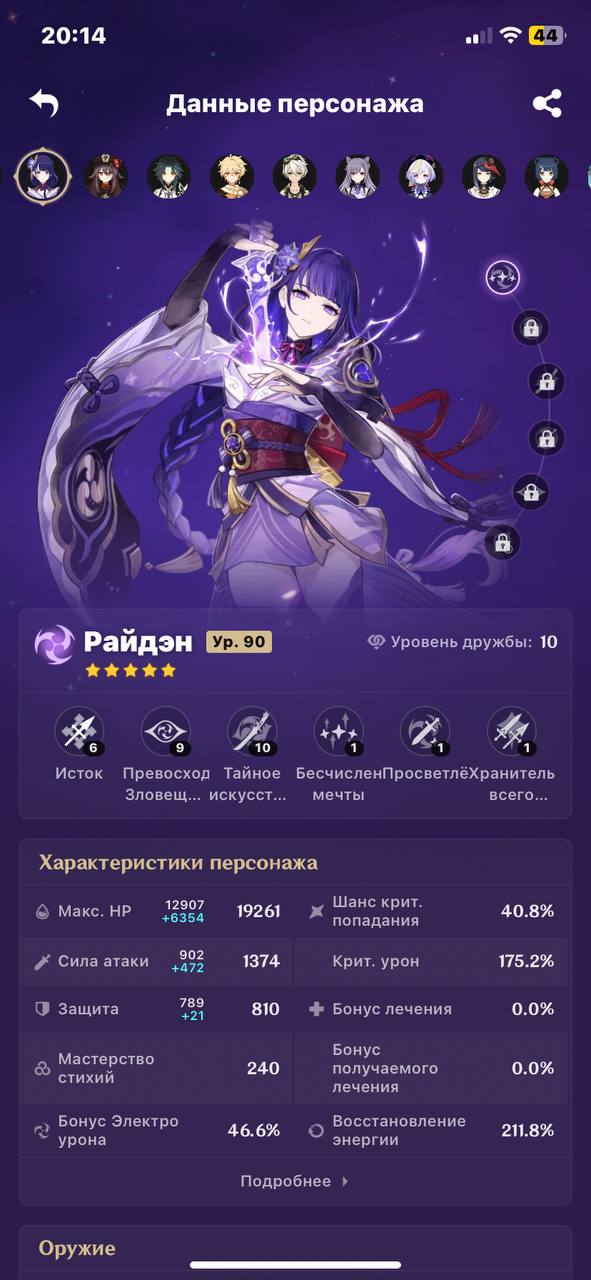 20:14
44
Данные персонажа
Райдэн
Ур. 90
Уровень дружбы: 10
6
9
10
1
1
1
Исток
Превосход
Зловещ...
Тайное
искусст...
Бесчислен
мечты
Просветлё
Хранитель
всего...
Характеристики персонажа
Макс. HP
12907
+6354
19261
Шанс крит.
попадания
40.8%
Сила атаки
902
+472
1374
Крит. урон
175.2%
Защита
789
+21
810
Бонус лечения
0.0%
Мастерство
стихий
240
Бонус
получаемого
лечения
0.0%
Бонус Электро
урона
46.6%
Восстановление
энергии
211.8%
Подробнее
Оружие